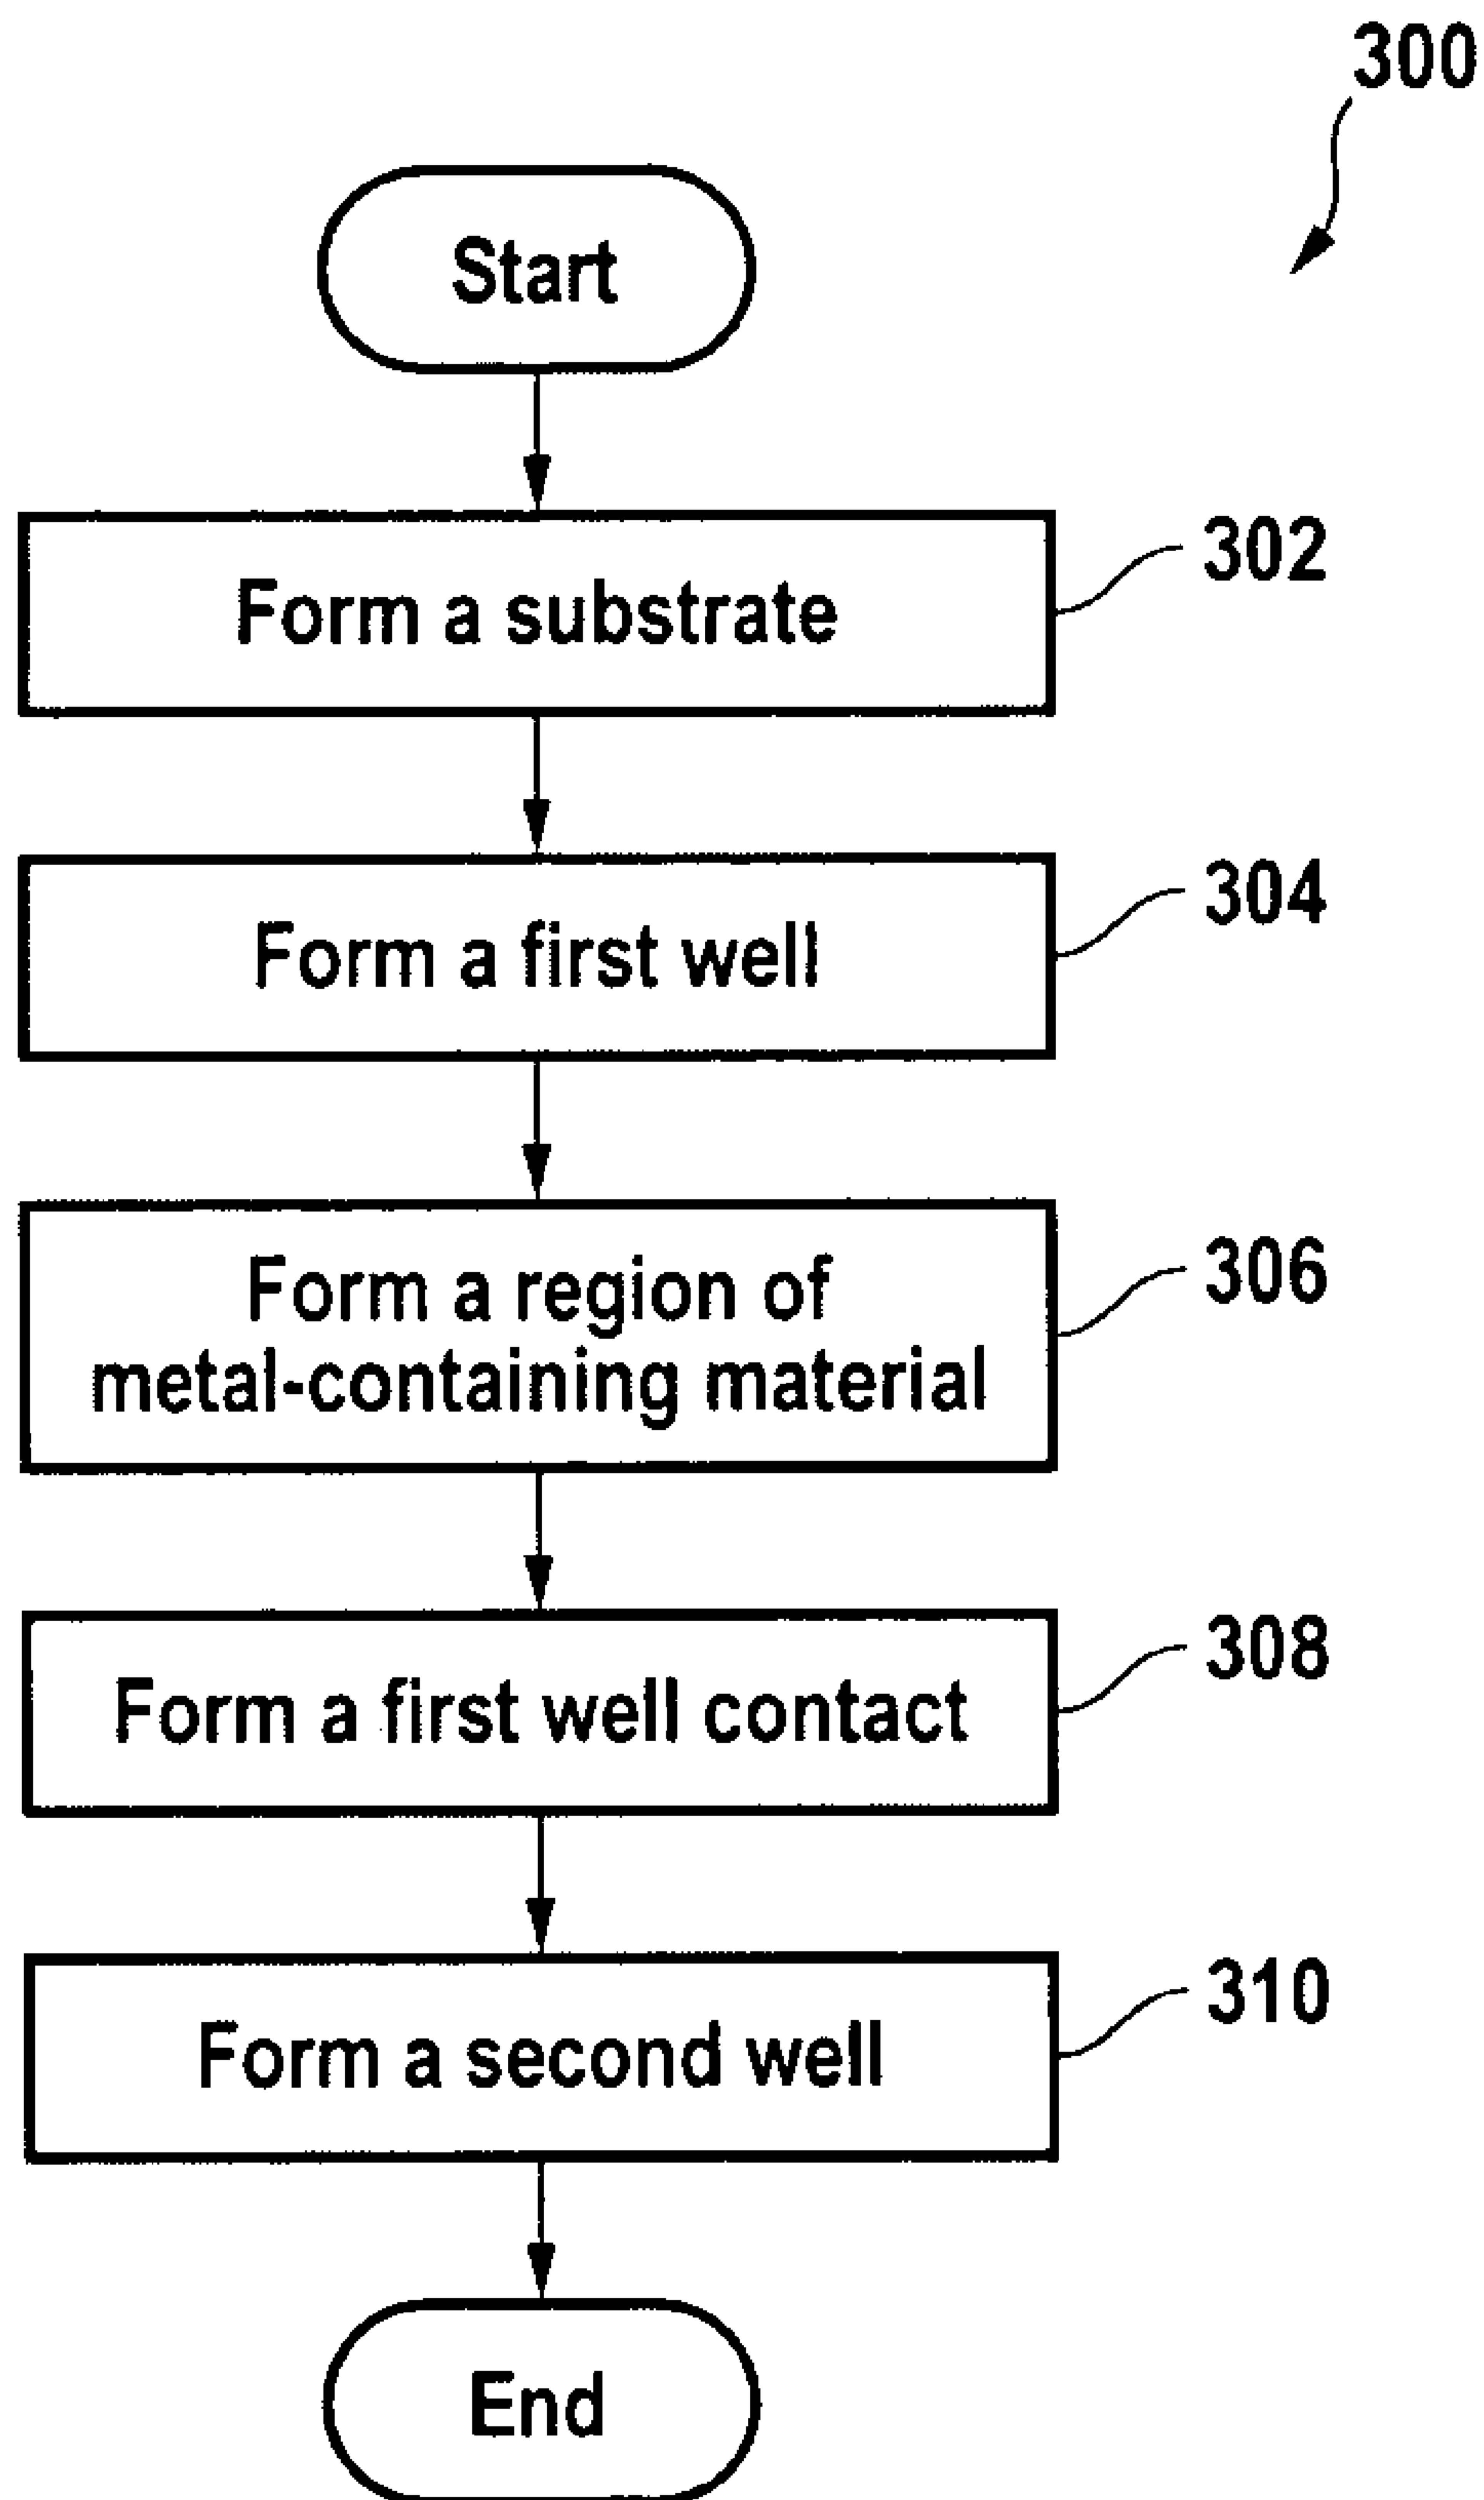 300
Start
Form a substrate
302
Form a first well
304
Form a region of
metal-containing material
306
Form a first well contact
308
Form a second well
310
End